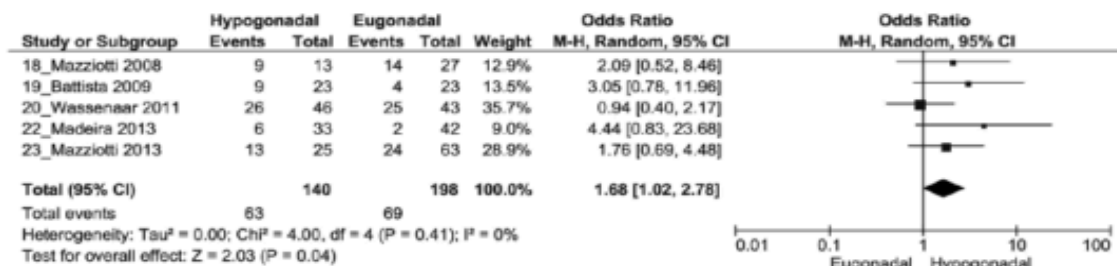 Hypogonadal Eugonadal Odds Ratio Odds Ratio
Study or Subgroup Events Total Events Total Weight M-H, Random, 95% CI M-H, Random, 95% CI
18_Mazziotti 2008 9 13 14 27 12.9% 2.09 [0.52, 8.46]
19_Battista 2009 9 23 4 23 13.5% 3.05 [0.78, 11.96]
20_Wassenaar 2011 26 46 25 43 35.7% 0.94 [0.40, 2.17]
22_Madeira 2013 6 33 2 42 9.0% 4.44 [0.83, 23.68]
23_Mazziotti 2013 13 25 24 63 28.9% 1.76 [0.69, 4.48]
Total (95% CI) 140 198 100.0% 1.68 [1.02, 2.78]
Total events 63 69
Heterogeneity: Tau² = 0.00; Chi² = 4.00, df = 4 (P = 0.41); I² = 0%
Test for overall effect: Z = 2.03 (P = 0.04)
0.01 0.1 1 10 100
Eugonadal Hypogonadal